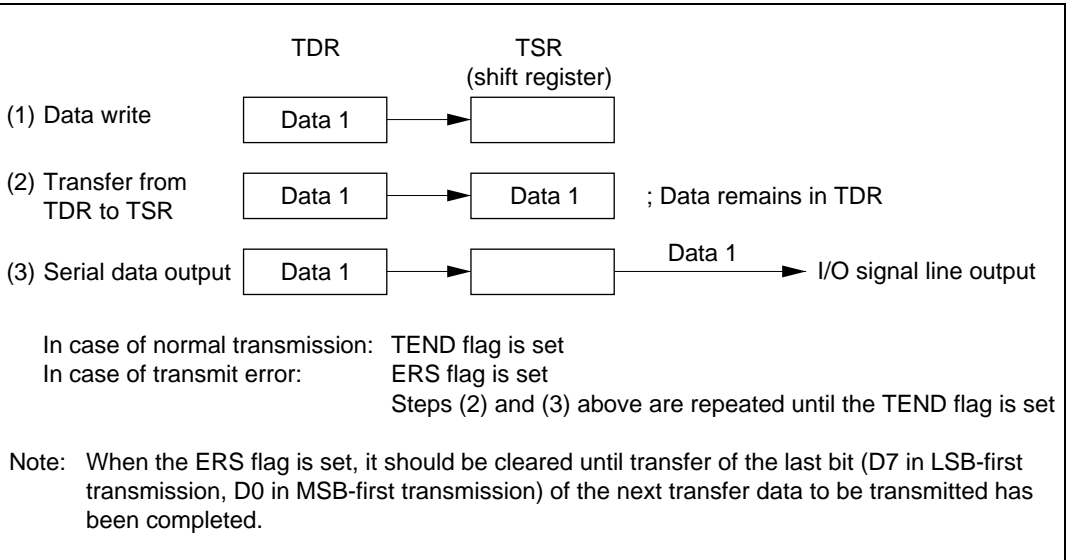 TDR TSR
(shift register)
(1) Data write Data 1
(2) Transfer from
TDR to TSR Data 1 Data 1 ; Data remains in TDR
(3) Serial data output Data 1 Data 1 I/O signal line output
In case of normal transmission: TEND flag is set
In case of transmit error: ERS flag is set
Steps (2) and (3) above are repeated until the TEND flag is set
Note: When the ERS flag is set, it should be cleared until transfer of the last bit (D7 in LSB-first
transmission, D0 in MSB-first transmission) of the next transfer data to be transmitted has
been completed.